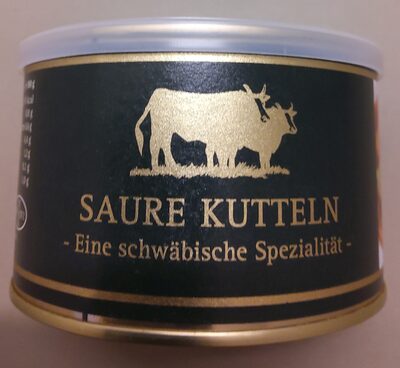 SAURE KUTTELN
- Eine schwäbische Spezialität -